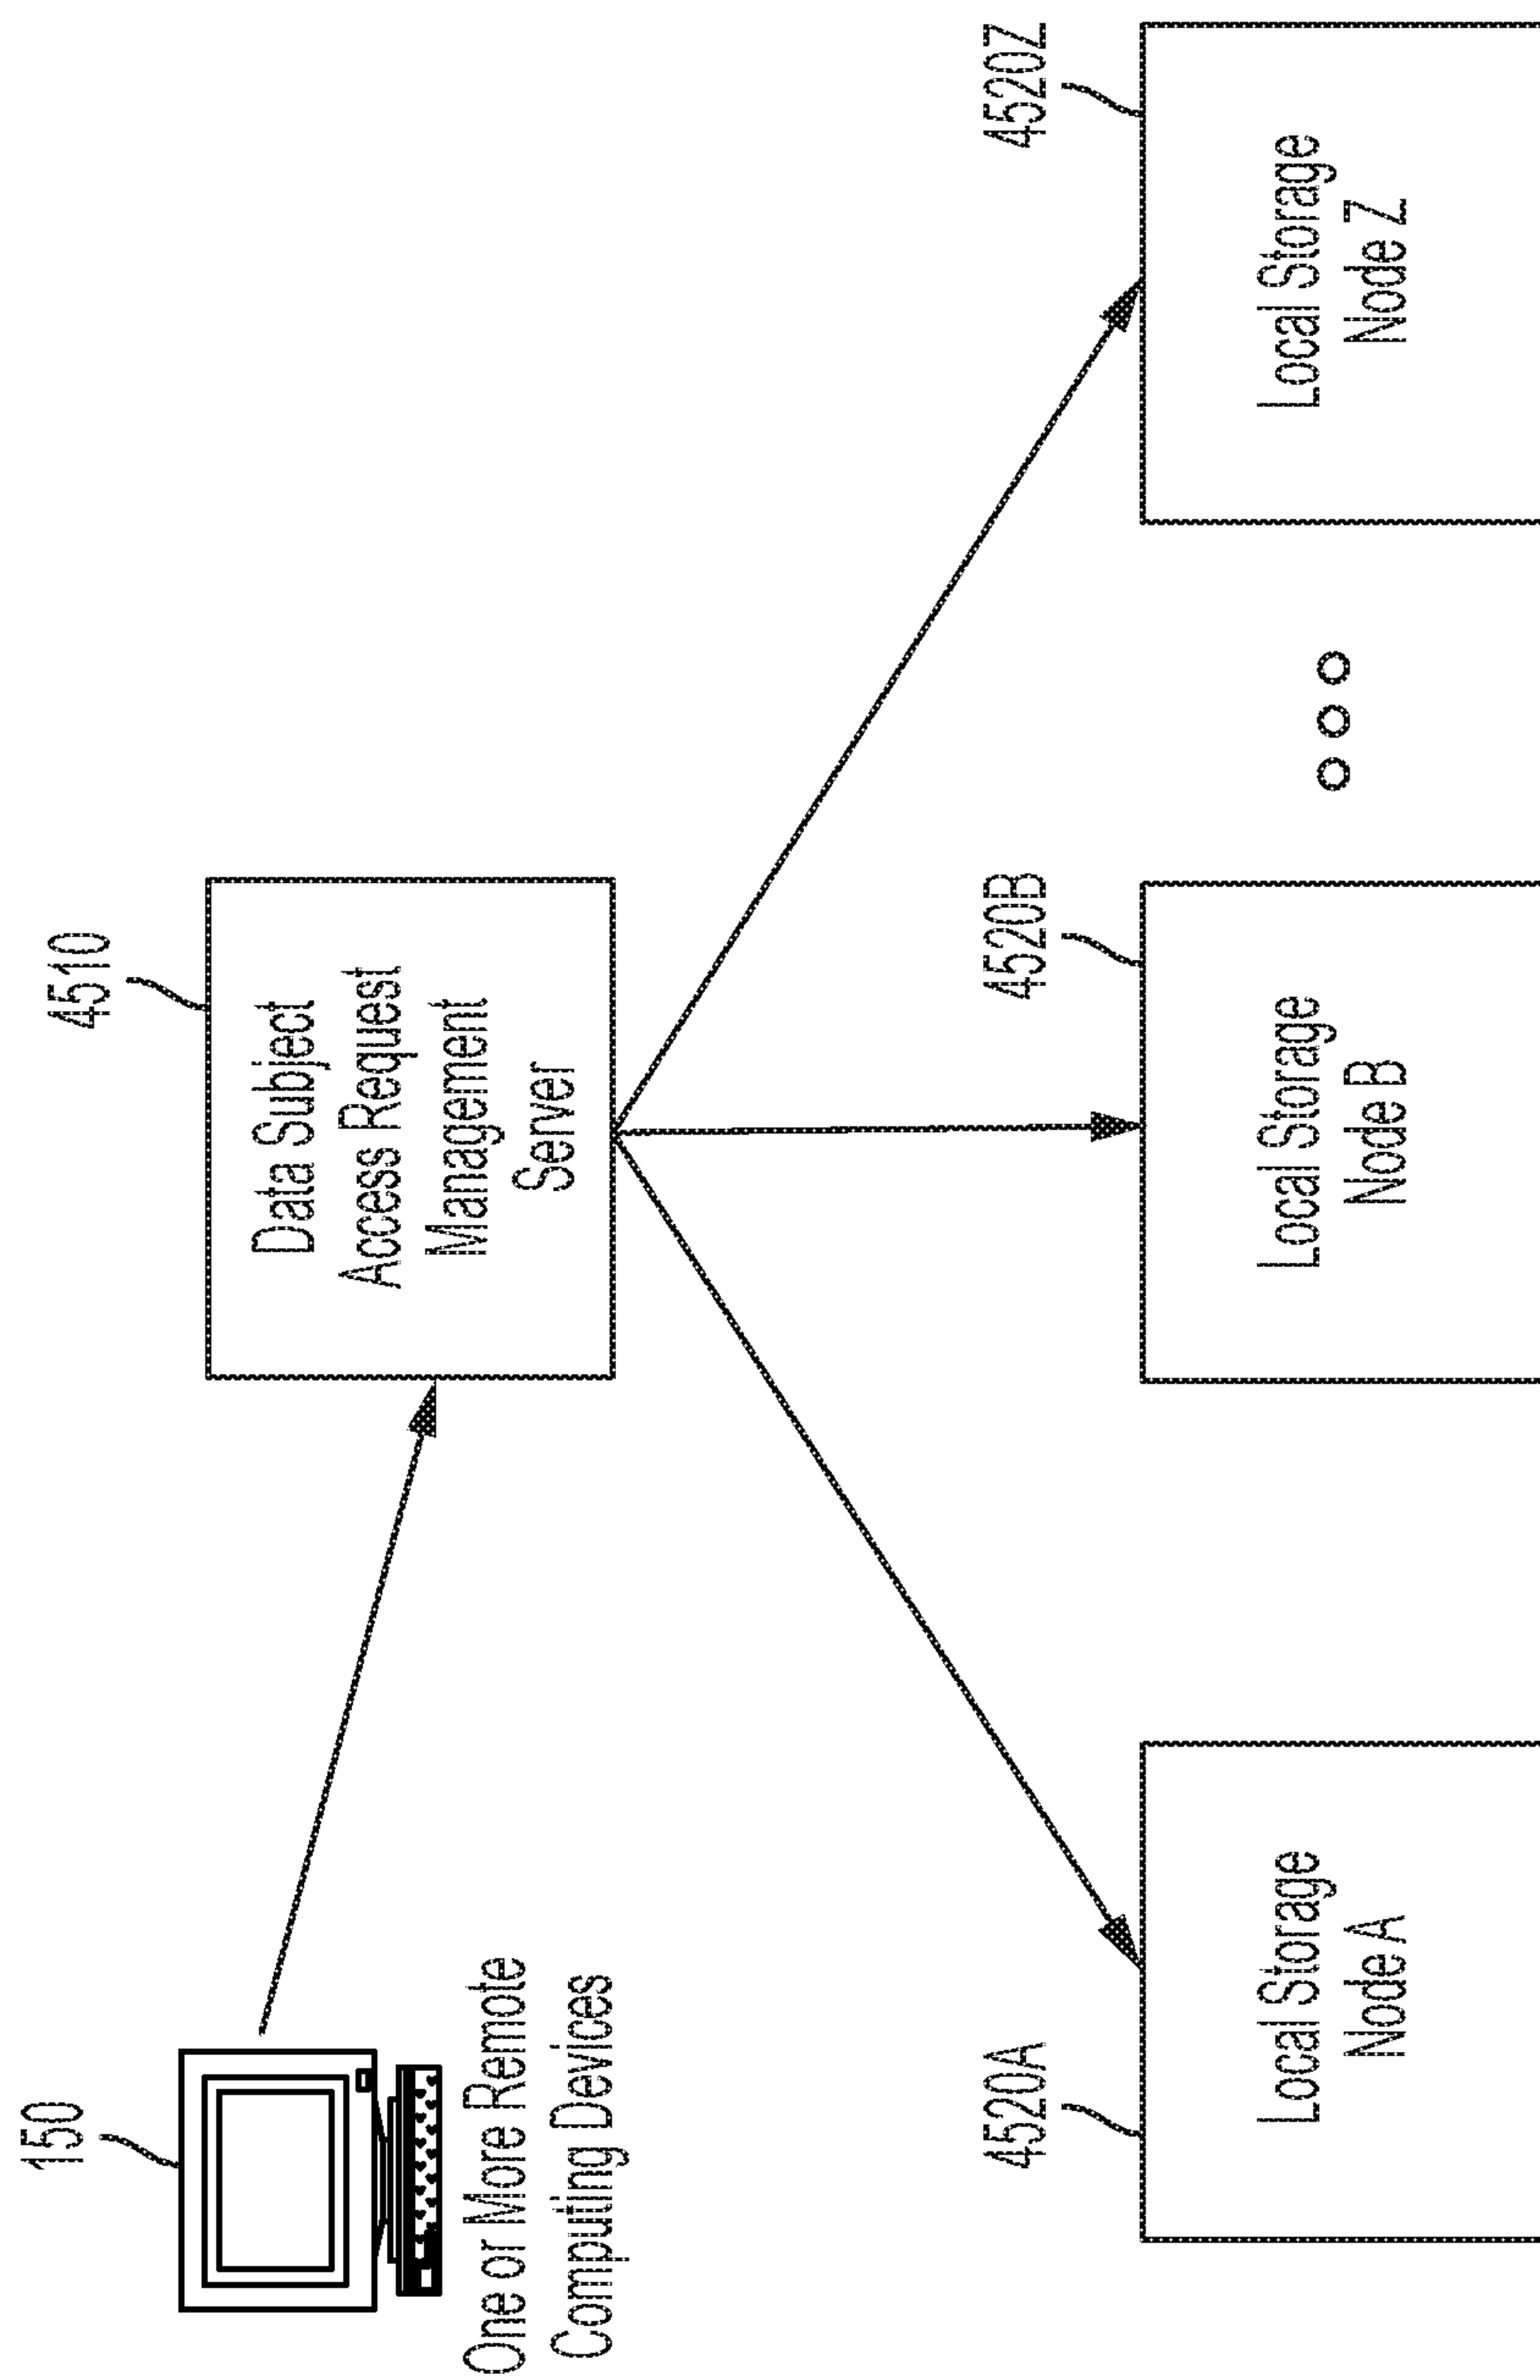 150
One or More Remote
Computing Devices
4510
Data Subject
Access Request
Management
Server
4520A
Local Storage
Node A
4520B
Local Storage
Node B
4520Z
Local Storage
Node Z